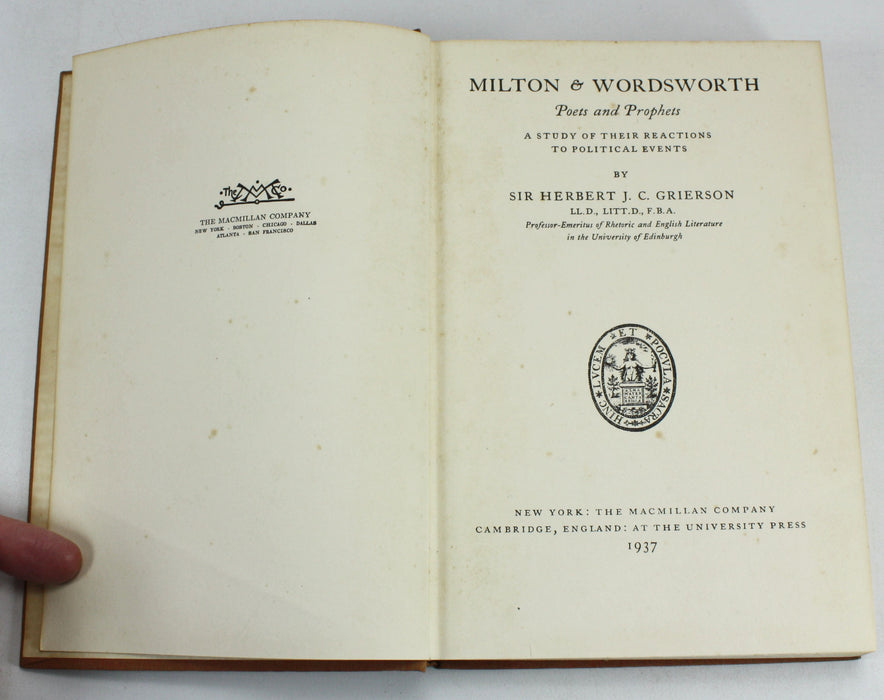 The M Co.
THE MACMILLAN COMPANY
NEW YORK · BOSTON · CHICAGO · DALLAS
ATLANTA · SAN FRANCISCO
MILTON & WORDSWORTH
Poets and Prophets
A STUDY OF THEIR REACTIONS
TO POLITICAL EVENTS
BY
SIR HERBERT J. C. GRIERSON
LL.D., LITT.D., F.B.A.
Professor-Emeritus of Rhetoric and English Literature
in the University of Edinburgh
HINC LVCEM ET POCVLA SACRA
NEW YORK: THE MACMILLAN COMPANY
CAMBRIDGE, ENGLAND: AT THE UNIVERSITY PRESS
1937